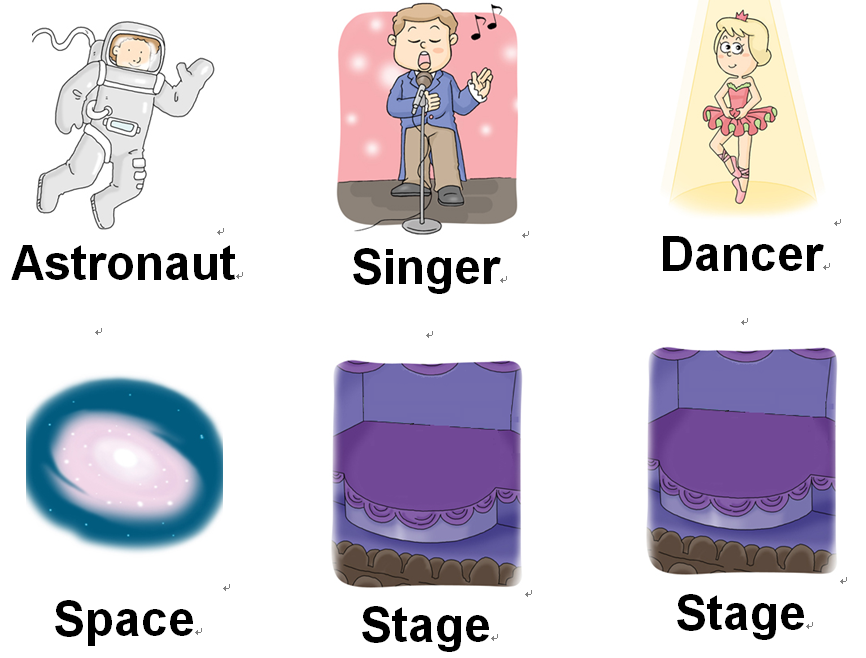 Astronaut
Singer
Dancer
Space
Stage
Stage